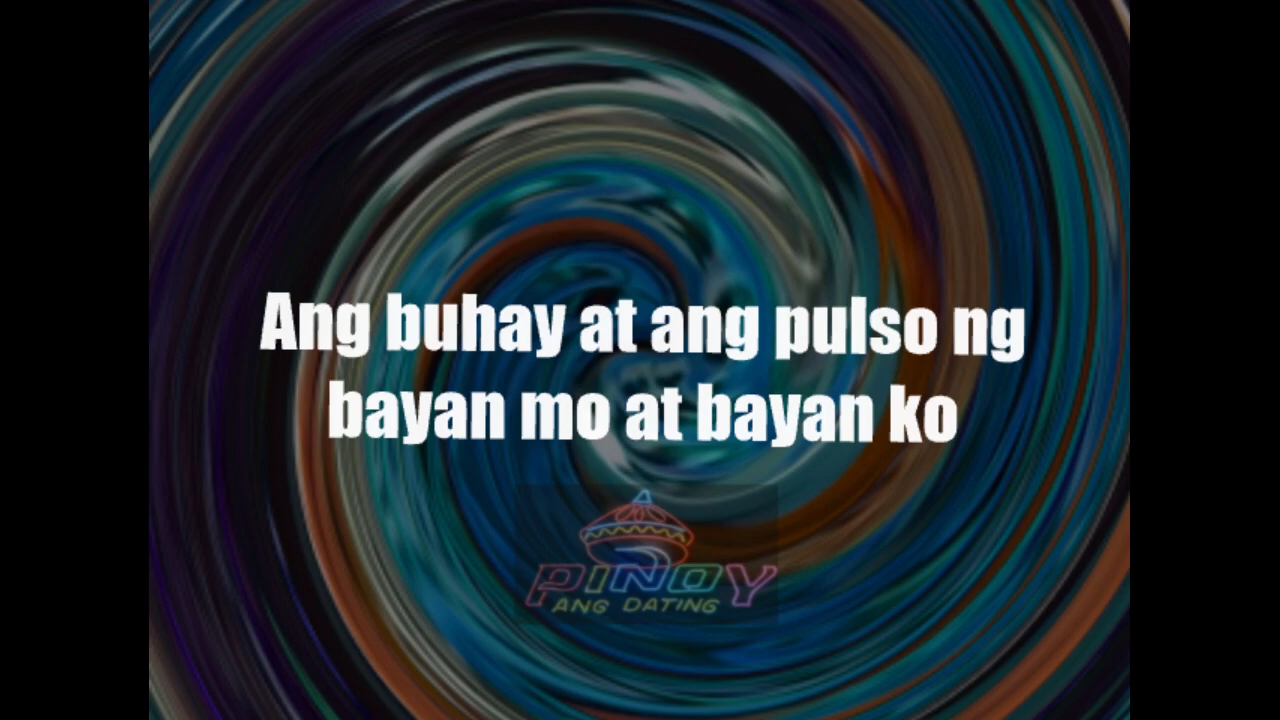 Ang buhay at ang pulso ng
bayan mo at bayan ko
PINOY
ANG DATING